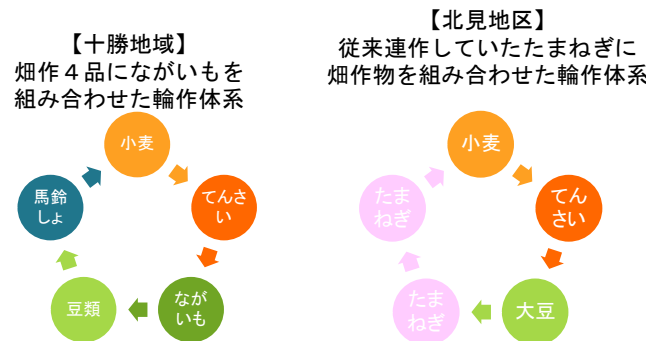 【十勝地域】
畑作４品にながいもを
組み合わせた輪作体系
小麦
てんさ
い
なが
いも
豆類
馬鈴
しょ
【北見地区】
従来連作していたたまねぎに
畑作物を組み合わせた輪作体系
小麦
てん
さい
大豆
たま
ねぎ
たま
ねぎ